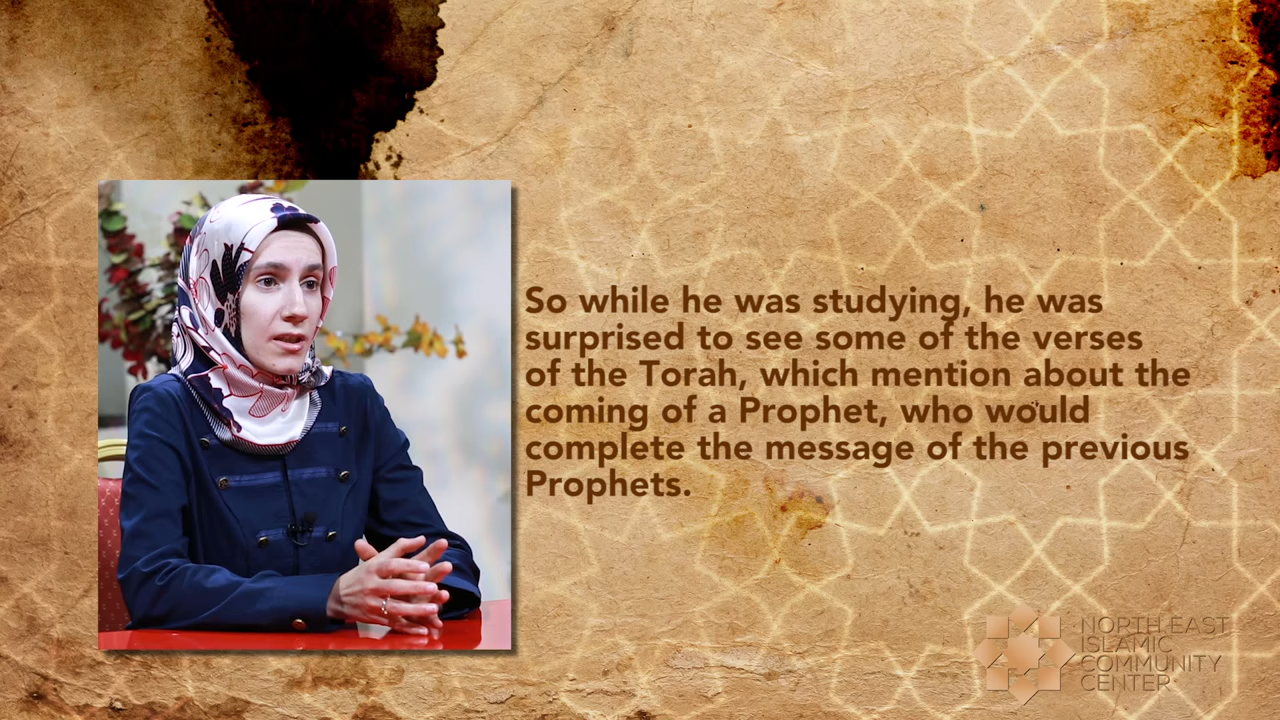 So while he was studying, he was
surprised to see some of the verses
of the Torah, which mention about the
coming of a Prophet, who would
complete the message of the previous
Prophets.
NORTH EAST
ISLAMIC
COMMUNITY
CENTER